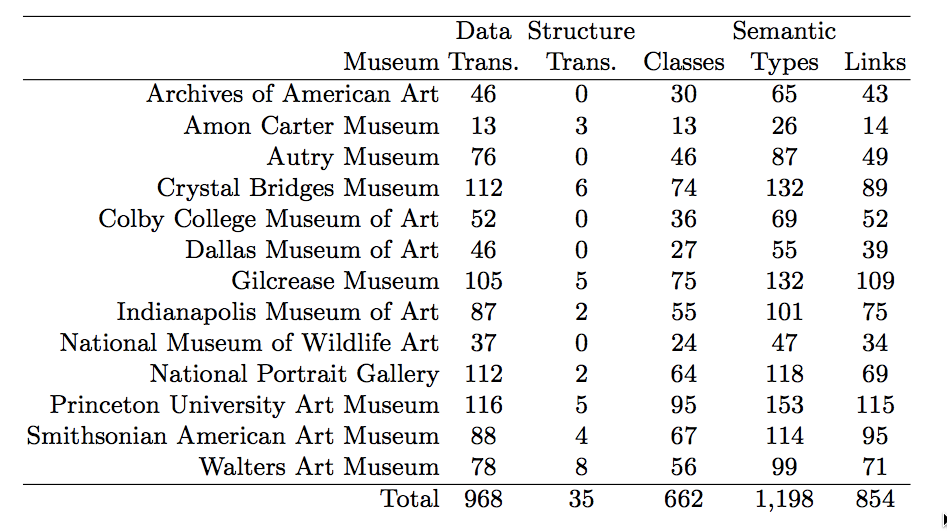 Data Structure Semantic
Museum Trans. Trans. Classes Types Links
Archives of American Art 46 0 30 65 43
Amon Carter Museum 13 3 13 26 14
Autry Museum 76 0 46 87 49
Crystal Bridges Museum 112 6 74 132 89
Colby College Museum of Art 52 0 36 69 52
Dallas Museum of Art 46 0 27 55 39
Gilcrease Museum 105 5 75 132 109
Indianapolis Museum of Art 87 2 55 101 75
National Museum of Wildlife Art 37 0 24 47 34
National Portrait Gallery 112 2 64 118 69
Princeton University Art Museum 116 5 95 153 115
Smithsonian American Art Museum 88 4 67 114 95
Walters Art Museum 78 8 56 99 71
Total 968 35 662 1,198 854